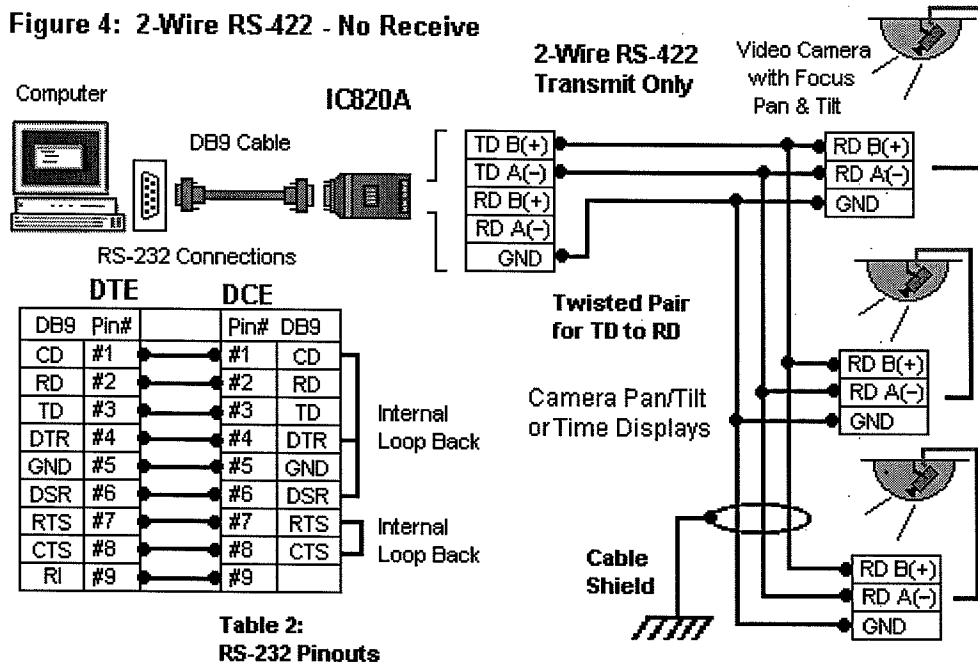 Figure 4: 2-Wire RS-422 - No Receive
2-Wire RS-422
Transmit Only
Video Camera
with Focus
Pan & Tilt
Computer
DB9 Cable
IC820A
TD B(+)
TD A(-)
RD B(+)
RD A(-)
GND
RD B(+)
RD A(-)
GND
RS-232 Connections
DTE DCE
DB9 Pin# Pin# DB9
CD #1 #1 CD
RD #2 #2 RD
TD #3 #3 TD
DTR #4 #4 DTR
GND #5 #5 GND
DSR #6 #6 DSR
RTS #7 #7 RTS
CTS #8 #8 CTS
RI #9 #9
Internal
Loop Back
Internal
Loop Back
Table 2:
RS-232 Pinouts
Twisted Pair
for TD to RD
Camera Pan/Tilt
or Time Displays
RD B(+)
RD A(-)
GND
Cable
Shield
RD B(+)
RD A(-)
GND